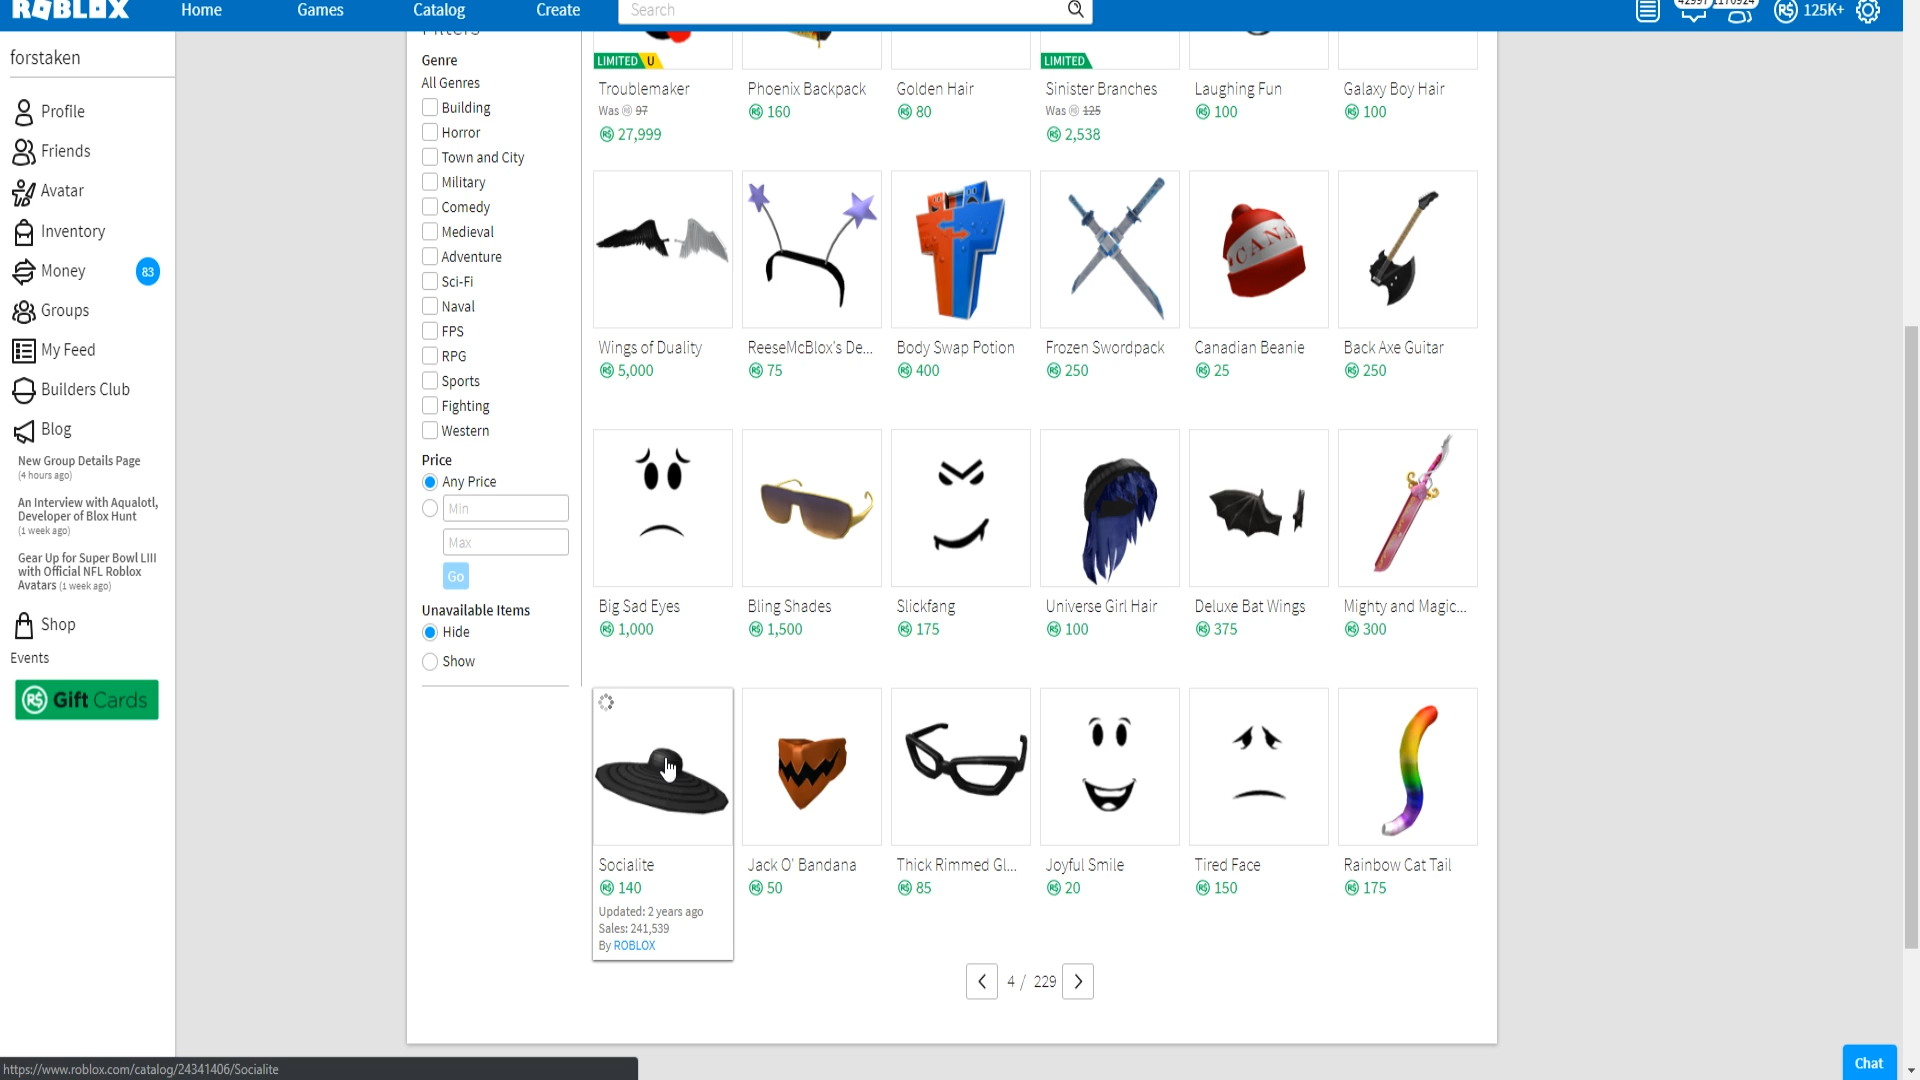 ROBLOX
Home
Games
Catalog
Create
Search
125K+
forstaken
Profile
Friends
Avatar
Inventory
Money
83
Groups
My Feed
Builders Club
Blog
New Group Details Page
(4 hours ago)
An Interview with Aqualotl,
Developer of Blox Hunt
(1 week ago)
Gear Up for Super Bowl LIII
with Official NFL Roblox
Avatars (1 week ago)
Shop
Events
Gift Cards
Filters
Genre
All Genres
Building
Horror
Town and City
Military
Comedy
Medieval
Adventure
Sci-Fi
Naval
FPS
RPG
Sports
Fighting
Western
Price
Any Price
Min
Max
Go
Unavailable Items
Hide
Show
LIMITED U
Troublemaker
Was R$ 97
R$ 27,999
Phoenix Backpack
R$ 160
Golden Hair
R$ 80
LIMITED
Sinister Branches
Was R$ 125
R$ 2,538
Laughing Fun
R$ 100
Galaxy Boy Hair
R$ 100
Wings of Duality
R$ 5,000
ReeseMcBlox's De...
R$ 75
Body Swap Potion
R$ 400
Frozen Swordpack
R$ 250
CANA
Canadian Beanie
R$ 25
Back Axe Guitar
R$ 250
Big Sad Eyes
R$ 1,000
Bling Shades
R$ 1,500
Slickfang
R$ 175
Universe Girl Hair
R$ 100
Deluxe Bat Wings
R$ 375
Mighty and Magic...
R$ 300
Socialite
R$ 140
Updated: 2 years ago
Sales: 241,539
By ROBLOX
Jack O' Bandana
R$ 50
Thick Rimmed Gl...
R$ 85
Joyful Smile
R$ 20
Tired Face
R$ 150
Rainbow Cat Tail
R$ 175
4 / 229
Chat
https://www.roblox.com/catalog/24341406/Socialite